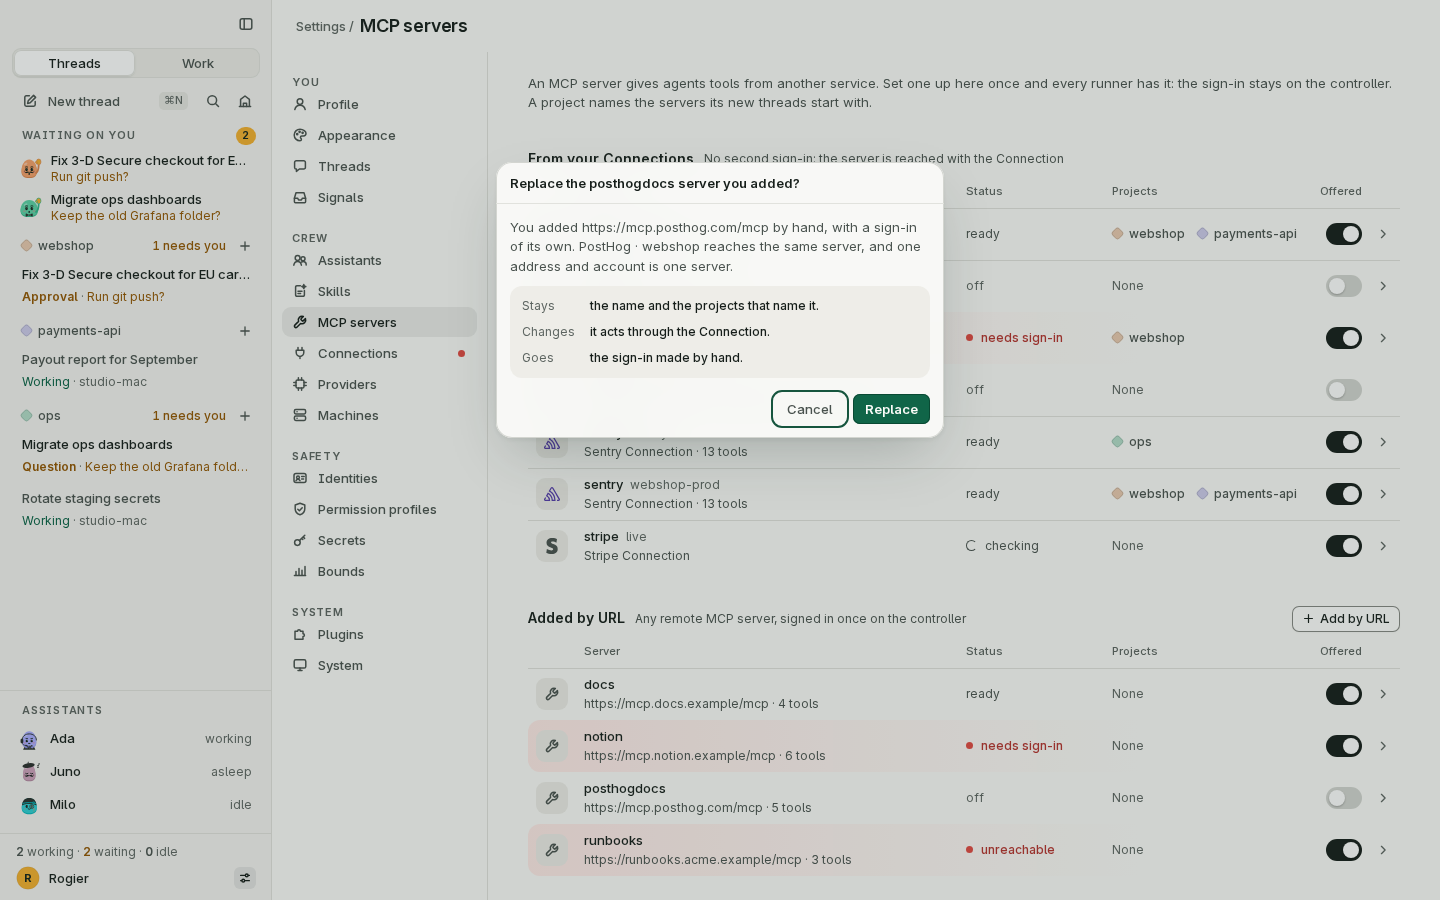 Threads
Work
New thread
⌘N
WAITING ON YOU
2
Fix 3-D Secure checkout for E…
Run git push?
Migrate ops dashboards
Keep the old Grafana folder?
webshop
1 needs you
Fix 3-D Secure checkout for EU car…
Approval · Run git push?
payments-api
Payout report for September
Working · studio-mac
ops
1 needs you
Migrate ops dashboards
Question · Keep the old Grafana fold…
Rotate staging secrets
Working · studio-mac
ASSISTANTS
Ada
working
Juno
asleep
Milo
idle
2 working · 2 waiting · 0 idle
R
Rogier
Settings / MCP servers
YOU
Profile
Appearance
Threads
Signals
CREW
Assistants
Skills
MCP servers
Connections
Providers
Machines
SAFETY
Identities
Permission profiles
Secrets
Bounds
SYSTEM
Plugins
System
An MCP server gives agents tools from another service. Set one up here once and every runner has it: the sign-in stays on the controller.
A project names the servers its new threads start with.
From your Connections No second sign-in: the server is reached with the Connection
Status
Projects
Offered
ready
webshop
payments-api
off
None
needs sign-in
webshop
off
None
Replace the posthogdocs server you added?
You added https://mcp.posthog.com/mcp by hand, with a sign-in
of its own. PostHog · webshop reaches the same server, and one
address and account is one server.
Stays
the name and the projects that name it.
Changes
it acts through the Connection.
Goes
the sign-in made by hand.
Cancel
Replace
Sentry Connection · 13 tools
ready
ops
sentry webshop-prod
Sentry Connection · 13 tools
ready
webshop
payments-api
stripe live
Stripe Connection
checking
None
Added by URL Any remote MCP server, signed in once on the controller
Add by URL
Server
Status
Projects
Offered
docs
https://mcp.docs.example/mcp · 4 tools
ready
None
notion
https://mcp.notion.example/mcp · 6 tools
needs sign-in
None
posthogdocs
https://mcp.posthog.com/mcp · 5 tools
off
None
runbooks
https://runbooks.acme.example/mcp · 3 tools
unreachable
None